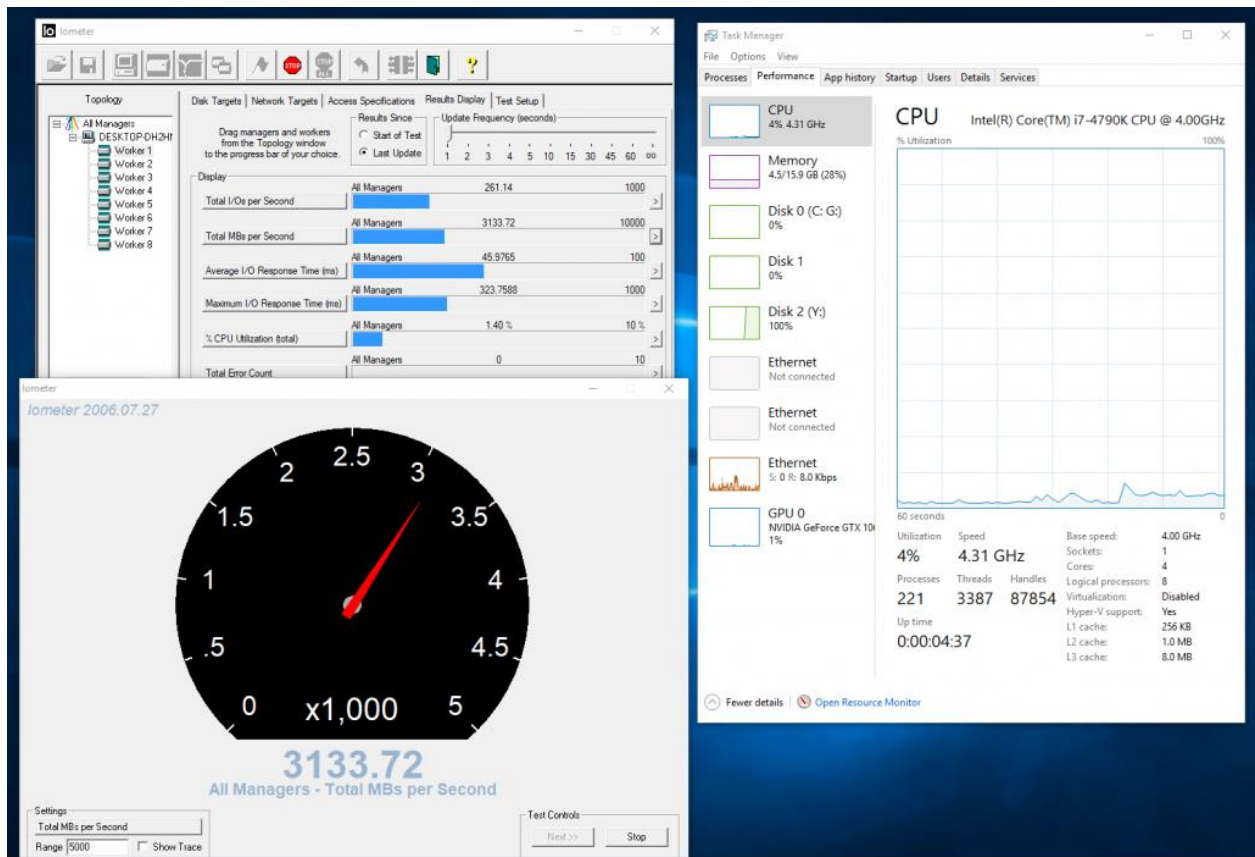 Iometer
Topology
All Managers
DESKTOP-DH2HI
Worker 1
Worker 2
Worker 3
Worker 4
Worker 5
Worker 6
Worker 7
Worker 8
Disk Targets | Network Targets | Access Specifications | Results Display | Test Setup
Drag managers and workers
from the Topology window
to the progress bar of your choice.
Results Since
Start of Test
Last Update
Update Frequency (seconds)
1 2 3 4 5 10 15 30 45 60 oo
Display
All Managers 261.14 1000
Total I/Os per Second >
All Managers 3133.72 10000
Total MBs per Second >
All Managers 45.9765 100
Average I/O Response Time (ms) >
All Managers 323.7588 1000
Maximum I/O Response Time (ms) >
All Managers 1.40 % 10 %
% CPU Utilization (total) >
All Managers 0 10
Total Error Count >
Iometer
Iometer 2006.07.27
0 .5 1 1.5 2 2.5 3 3.5 4 4.5 5
x1,000
3133.72
All Managers - Total MBs per Second
Settings
Total MBs per Second
Range 5000 Show Trace
Test Controls
Next >> Stop
Task Manager
File Options View
Processes Performance App history Startup Users Details Services
CPU
4% 4.31 GHz
Memory
4.5/15.9 GB (28%)
Disk 0 (C: G:)
0%
Disk 1
0%
Disk 2 (Y:)
100%
Ethernet
Not connected
Ethernet
Not connected
Ethernet
S: 0 R: 8.0 Kbps
GPU 0
NVIDIA GeForce GTX 10
1%
CPU Intel(R) Core(TM) i7-4790K CPU @ 4.00GHz
% Utilization 100%
60 seconds 0
Utilization Speed
4% 4.31 GHz
Processes Threads Handles
221 3387 87854
Up time
0:00:04:37
Base speed: 4.00 GHz
Sockets: 1
Cores: 4
Logical processors: 8
Virtualization: Disabled
Hyper-V support: Yes
L1 cache: 256 KB
L2 cache: 1.0 MB
L3 cache: 8.0 MB
Fewer details | Open Resource Monitor